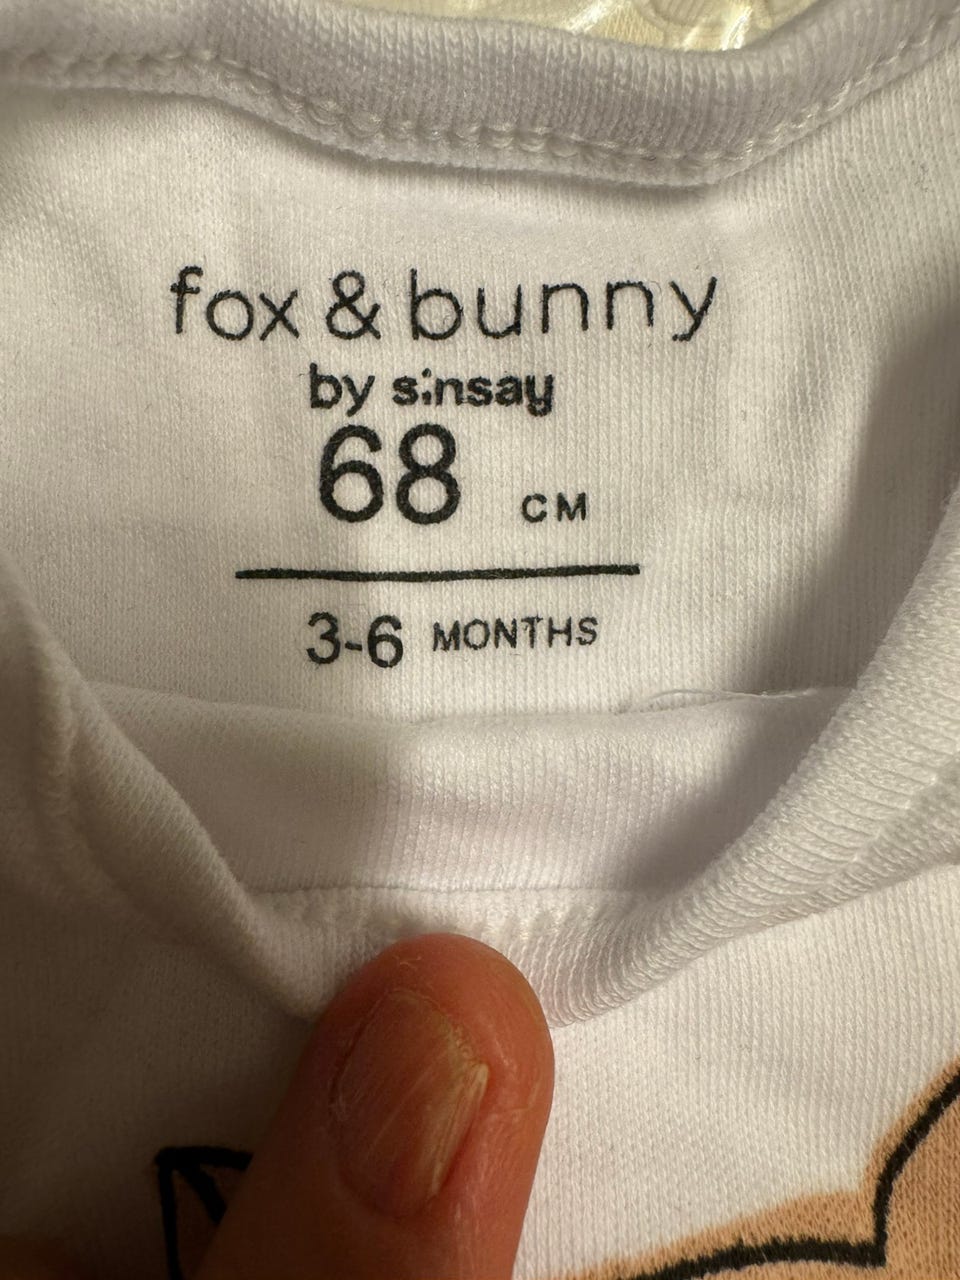 fox & bunny
by sinsay
68 CM
3-6 MONTHS